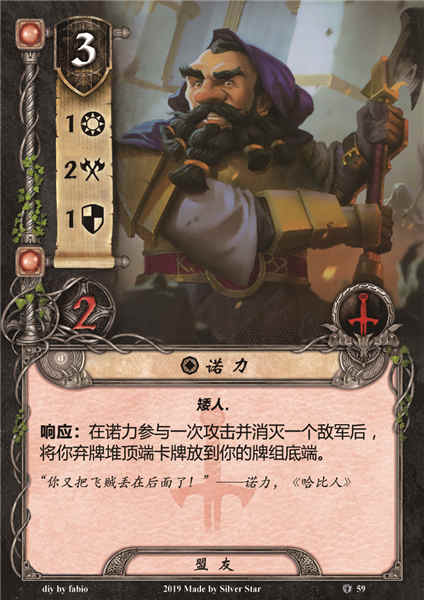 3
1
2
1
2
诺力
矮人.
响应：在诺力参与一次攻击并消灭一个敌军后，
将你弃牌堆顶端卡牌放到你的牌组底端。
“你又把飞贼丢在后面了！”——诺力，《哈比人》
盟友
diy by fabio 2019 Made by Silver Star 59